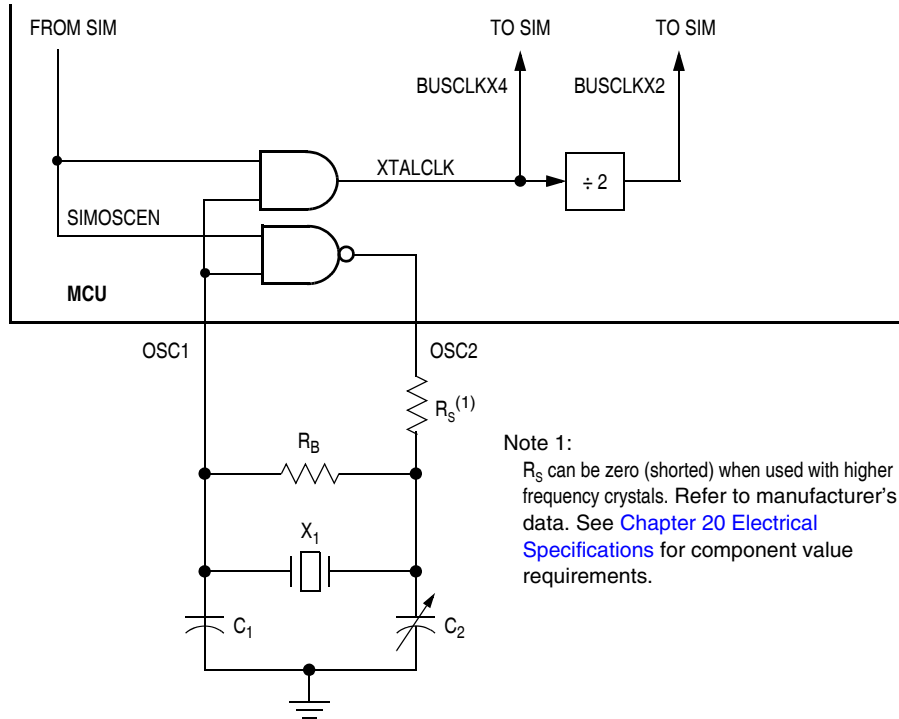 FROM SIM
TO SIM
TO SIM
BUSCLKX4
BUSCLKX2
XTALCLK
÷ 2
SIMOSCEN
MCU
OSC1
OSC2
RS(1)
RB
X1
C1
C2
Note 1:
RS can be zero (shorted) when used with higher
frequency crystals. Refer to manufacturer's
data. See Chapter 20 Electrical
Specifications for component value
requirements.